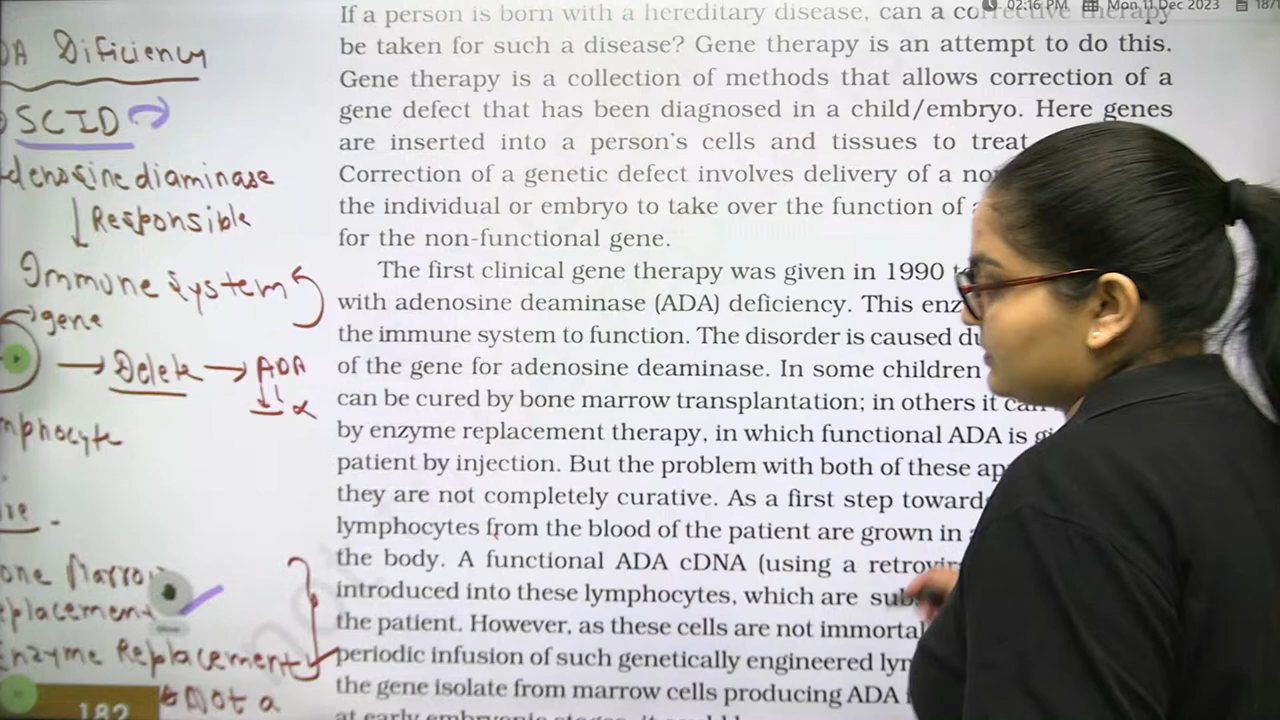 02:16 PM Mon 11 Dec 2023
DA Dificiency
SCID
denosine diaminase
Responsible
Immune System
gene
Delete → ADA
mphocyte
one Marro
eplacement
Enzyme Replacement
Not a
182
If a person is born with a hereditary disease, can a corrective therapy
be taken for such a disease? Gene therapy is an attempt to do this.
Gene therapy is a collection of methods that allows correction of a
gene defect that has been diagnosed in a child/embryo. Here genes
are inserted into a person's cells and tissues to treat
Correction of a genetic defect involves delivery of a no
the individual or embryo to take over the function of
for the non-functional gene.
The first clinical gene therapy was given in 1990
with adenosine deaminase (ADA) deficiency. This enz
the immune system to function. The disorder is caused du
of the gene for adenosine deaminase. In some children
can be cured by bone marrow transplantation; in others it can
by enzyme replacement therapy, in which functional ADA is gi
patient by injection. But the problem with both of these ap
they are not completely curative. As a first step toward
lymphocytes from the blood of the patient are grown in
the body. A functional ADA cDNA (using a retrovir
introduced into these lymphocytes, which are sub
the patient. However, as these cells are not immortal
periodic infusion of such genetically engineered lyn
the gene isolate from marrow cells producing ADA
at early embryonic stages, it could